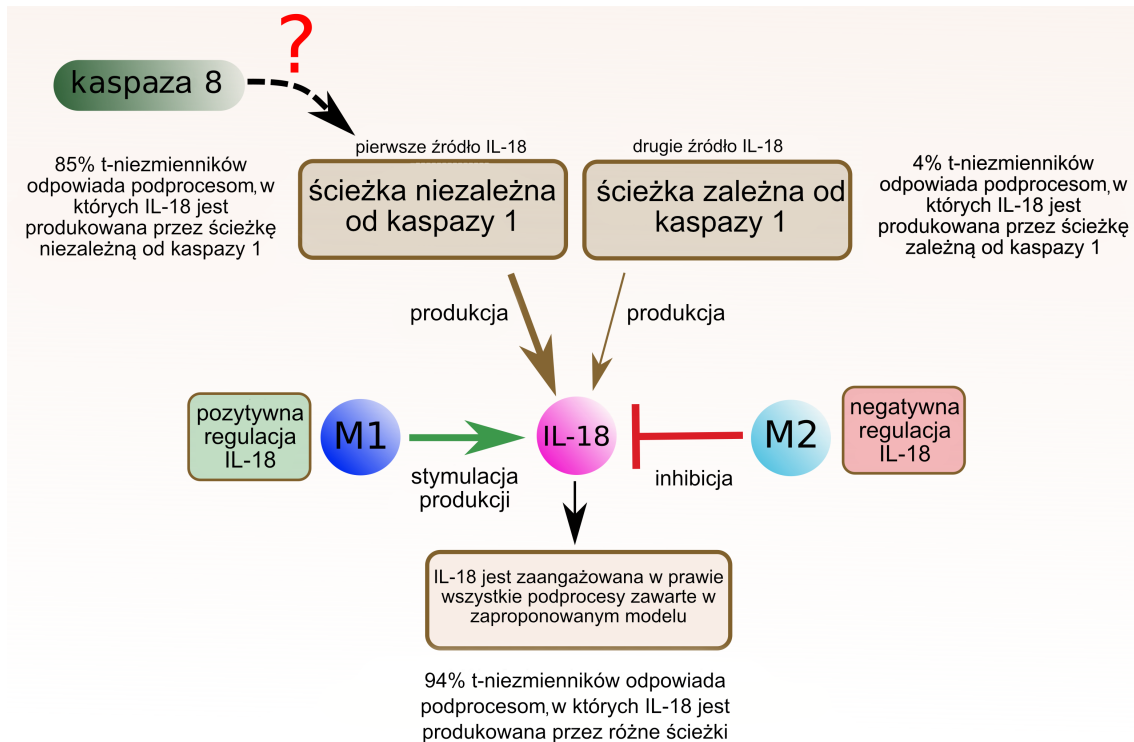 ?
kaspaza 8
pierwsze źródło IL-18
drugie źródło IL-18
85% t-niezmienników
odpowiada podprocesom, w
których IL-18 jest
produkowana przez ścieżkę
niezależną od kaspazy 1
ścieżka niezależna
od kaspazy 1
ścieżka zależna od
kaspazy 1
4% t-niezmienników
odpowiada podprocesom, w
których IL-18 jest
produkowana przez ścieżkę
zależną od kaspazy 1
produkcja
produkcja
pozytywna
regulacja
IL-18
M1
stymulacja
produkcji
IL-18
inhibicja
M2
negatywna
regulacja
IL-18
IL-18 jest zaangażowana w prawie
wszystkie podprocesy zawarte w
zaproponowanym modelu
94% t-niezmienników odpowiada
podprocesom, w których IL-18 jest
produkowana przez różne ścieżki